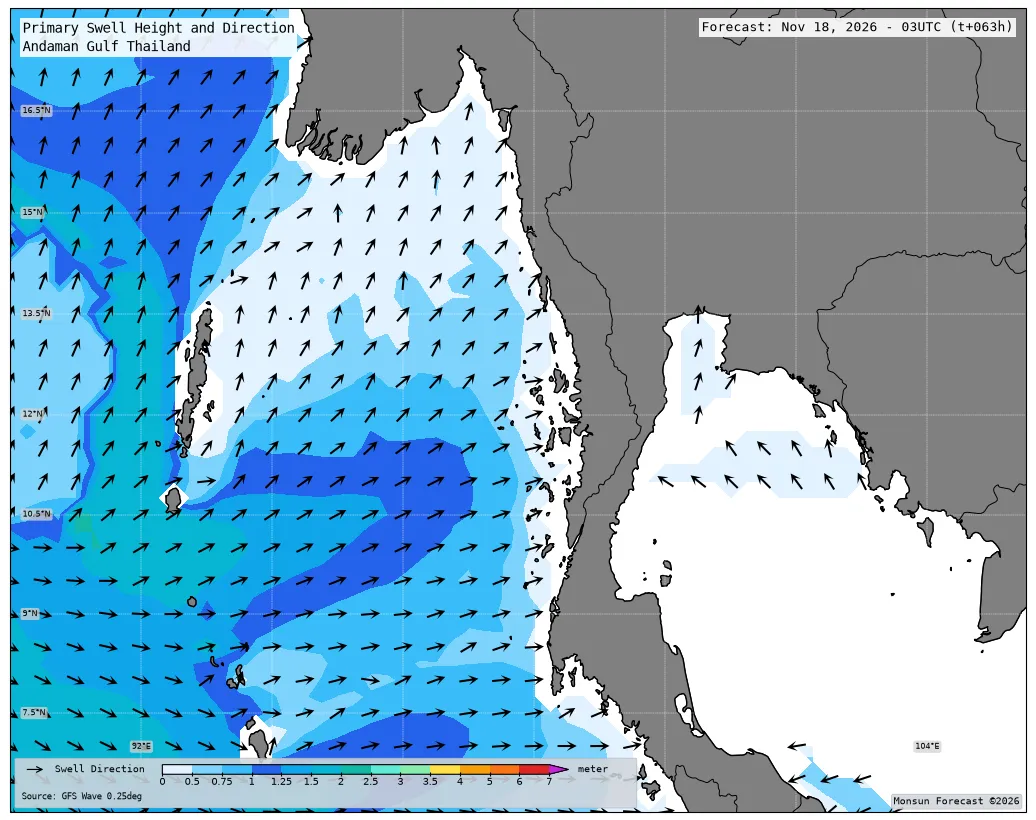 Primary Swell Height and Direction
Andaman Gulf Thailand
Forecast: Nov 18, 2026 - 03UTC (t+063h)
16.5°N
15°N
13.5°N
12°N
10.5°N
9°N
7.5°N
92°E
104°E
Swell Direction
meter
0 0.5 0.75 1 1.25 1.5 2 2.5 3 3.5 4 5 6 7
Source: GFS Wave 0.25deg
Monsun Forecast ©2026